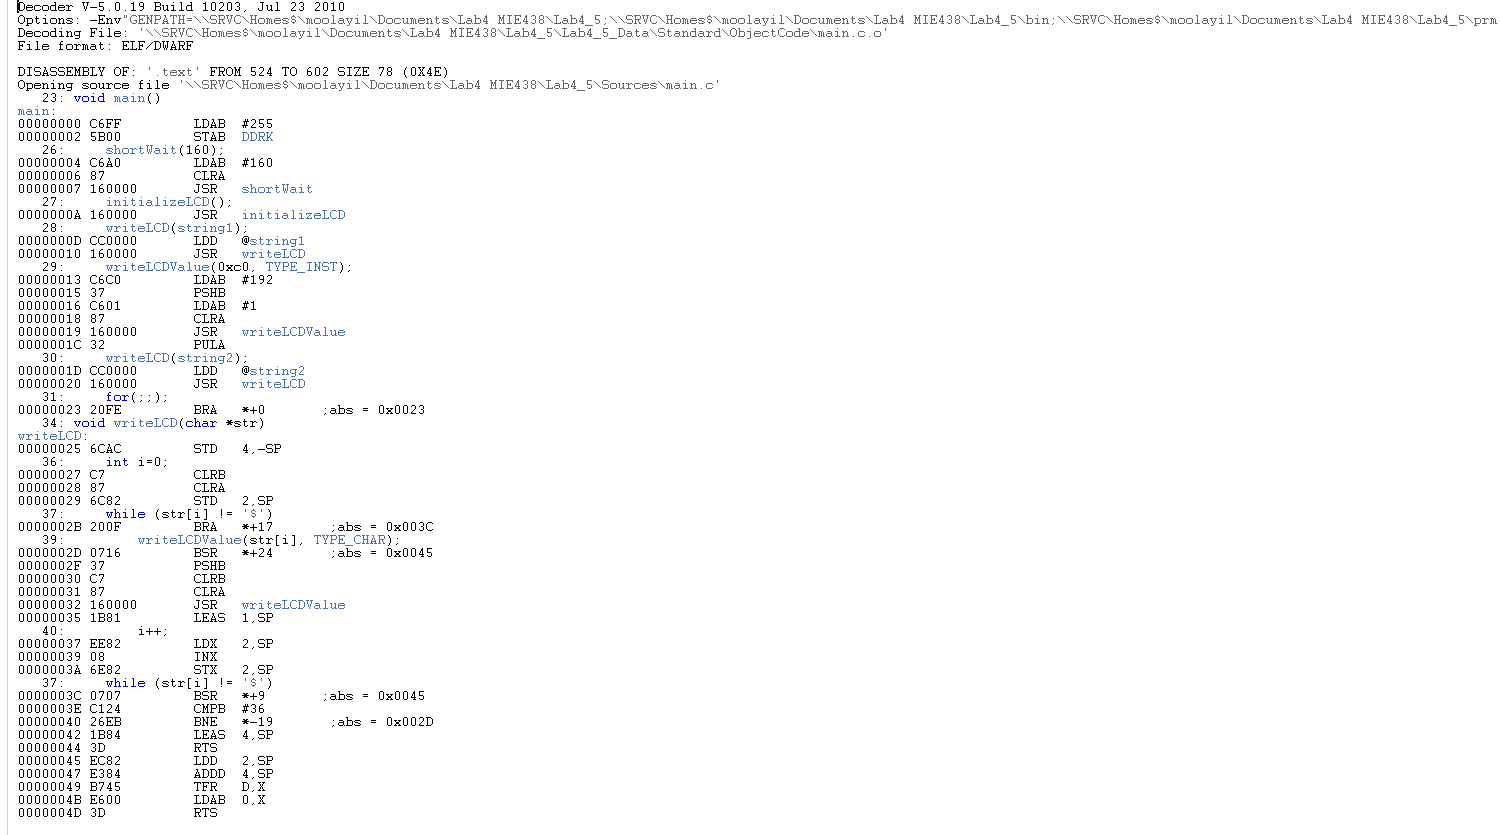 Decoder V-5.0.19 Build 10203, Jul 23 2010
Options: -Env"GENPATH=\\SRVC\Homes$\moolayil\Documents\Lab4 MIE438\Lab4_5;\\SRVC\Homes$\moolayil\Documents\Lab4 MIE438\Lab4_5\bin;\\SRVC\Homes$\moolayil\Documents\Lab4 MIE438\Lab4_5\prm
Decoding File: '\\SRVC\Homes$\moolayil\Documents\Lab4 MIE438\Lab4_5\Lab4_5_Data\Standard\ObjectCode\main.c.o'
File format: ELF/DWARF
DISASSEMBLY OF: '.text' FROM 524 TO 602 SIZE 78 (0X4E)
Opening source file '\\SRVC\Homes$\moolayil\Documents\Lab4 MIE438\Lab4_5\Sources\main.c'
23: void main()
main:
00000000 C6FF LDAB #255
00000002 5B00 STAB DDRK
26: shortWait(160);
00000004 C6A0 LDAB #160
00000006 87 CLRA
00000007 160000 JSR shortWait
27: initializeLCD();
0000000A 160000 JSR initializeLCD
28: writeLCD(string1);
0000000D CC0000 LDD @string1
00000010 160000 JSR writeLCD
29: writeLCDValue(0xc0, TYPE_INST);
00000013 C6C0 LDAB #192
00000015 37 PSHB
00000016 C601 LDAB #1
00000018 87 CLRA
00000019 160000 JSR writeLCDValue
0000001C 32 PULA
30: writeLCD(string2);
0000001D CC0000 LDD @string2
00000020 160000 JSR writeLCD
31: for(;;);
00000023 20FE BRA *+0 ;abs = 0x0023
34: void writeLCD(char *str)
writeLCD:
00000025 6CAC STD 4,-SP
36: int i=0;
00000027 C7 CLRB
00000028 87 CLRA
00000029 6C82 STD 2,SP
37: while (str[i] != '$')
0000002B 200F BRA *+17 ;abs = 0x003C
39: writeLCDValue(str[i], TYPE_CHAR);
0000002D 0716 BSR *+24 ;abs = 0x0045
0000002F 37 PSHB
00000030 C7 CLRB
00000031 87 CLRA
00000032 160000 JSR writeLCDValue
00000035 1B81 LEAS 1,SP
40: i++;
00000037 EE82 LDX 2,SP
00000039 08 INX
0000003A 6E82 STX 2,SP
37: while (str[i] != '$')
0000003C 0707 BSR *+9 ;abs = 0x0045
0000003E C124 CMPB #36
00000040 26EB BNE *-19 ;abs = 0x002D
00000042 1B84 LEAS 4,SP
00000044 3D RTS
00000045 EC82 LDD 2,SP
00000047 E384 ADDD 4,SP
00000049 B745 TFR D,X
0000004B E600 LDAB 0,X
0000004D 3D RTS